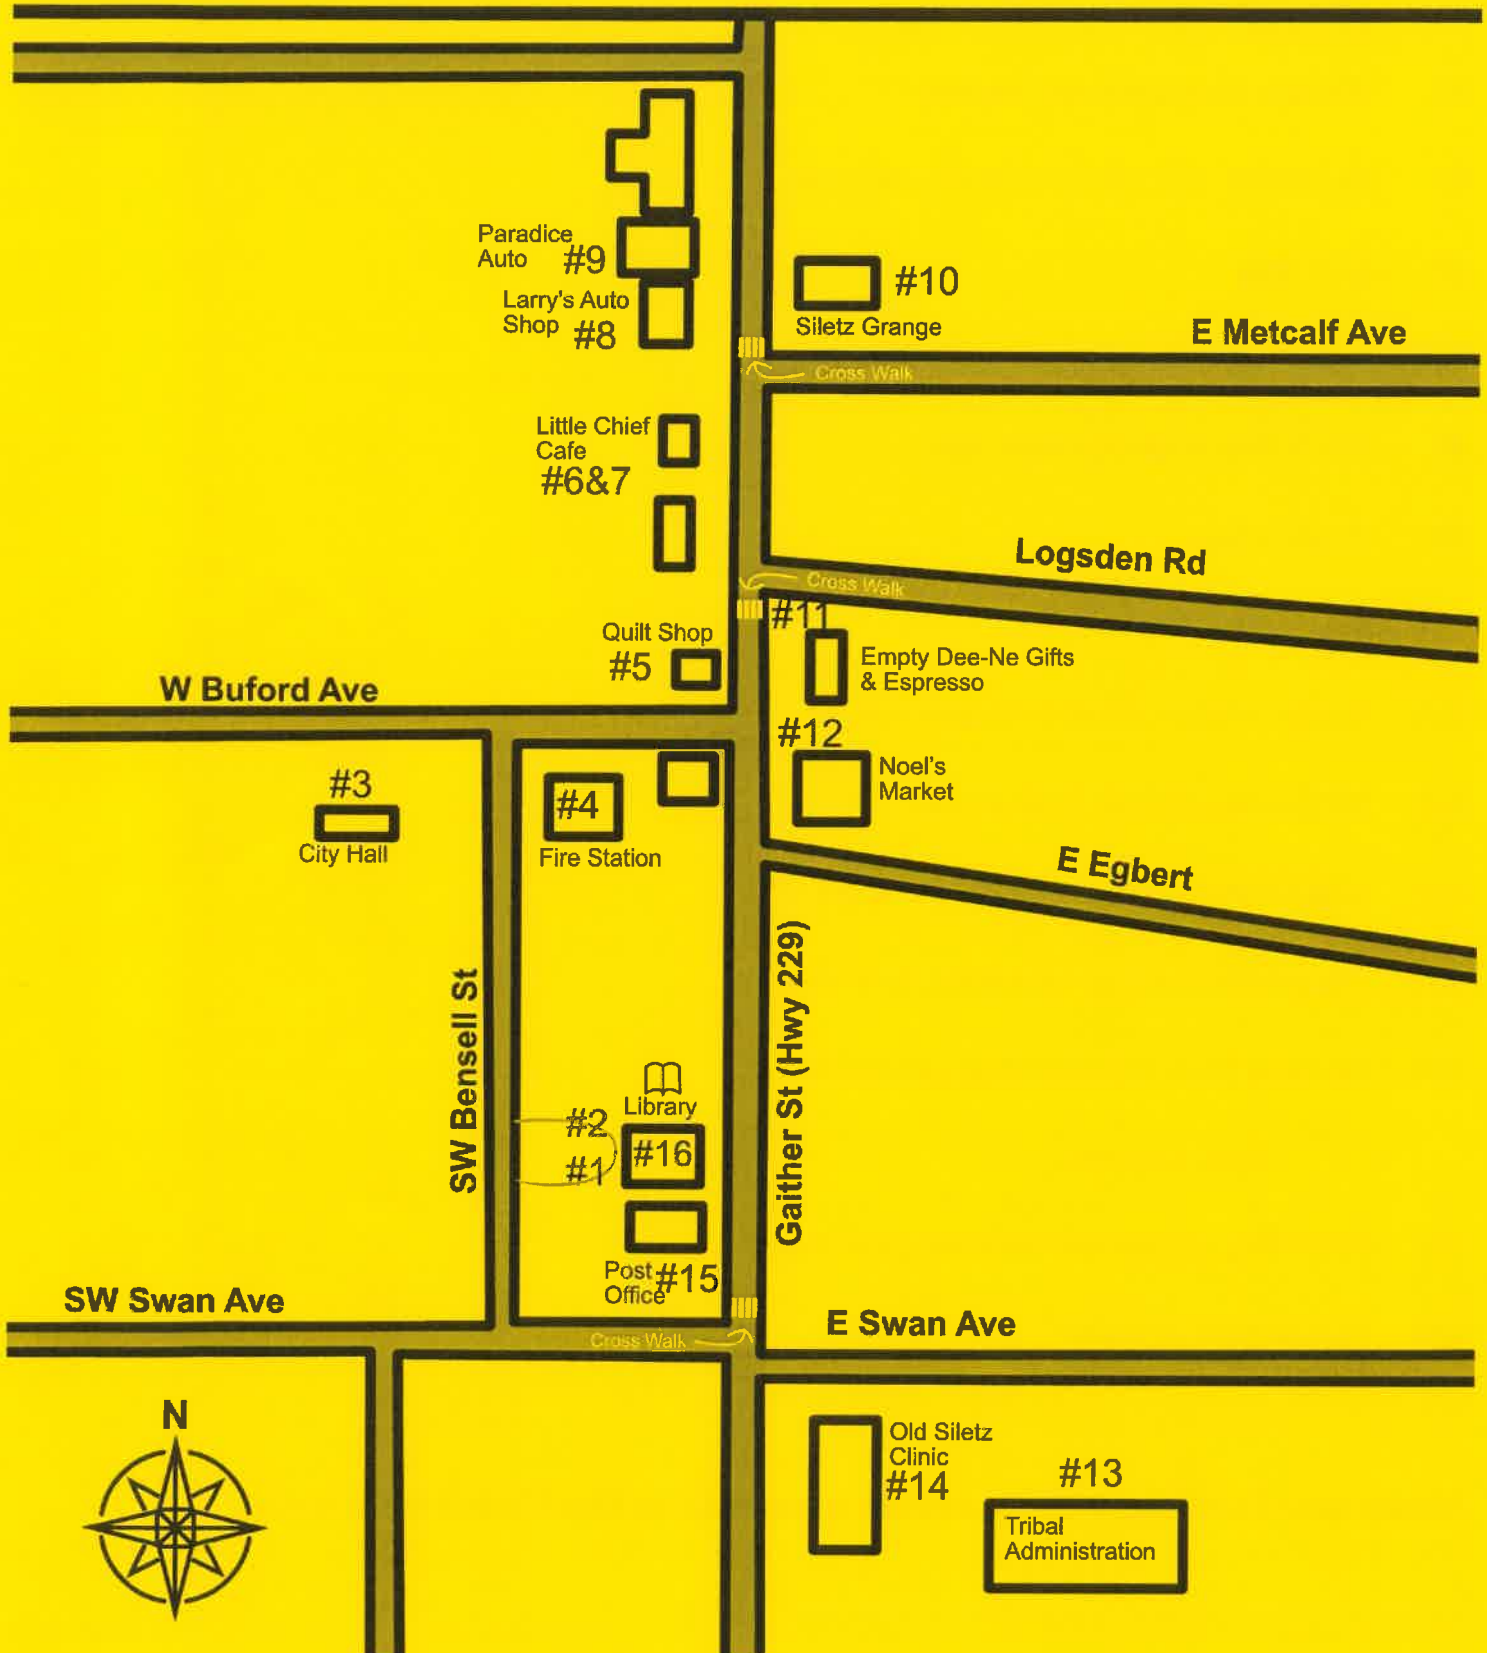 Paradice
Auto #9
Larry's Auto
Shop #8
#10
Siletz Grange
E Metcalf Ave
Cross Walk
Little Chief
Cafe
#6&7
Logsden Rd
Cross Walk
#11
Quilt Shop
#5
Empty Dee-Ne Gifts
& Espresso
W Buford Ave
#12
Noel's
Market
#3
City Hall
#4
Fire Station
E Egbert
SW Bensell St
Gaither St (Hwy 229)
Library
#2
#16
#1
Post
Office #15
SW Swan Ave
E Swan Ave
Cross Walk
N
Old Siletz
Clinic
#14
#13
Tribal
Administration